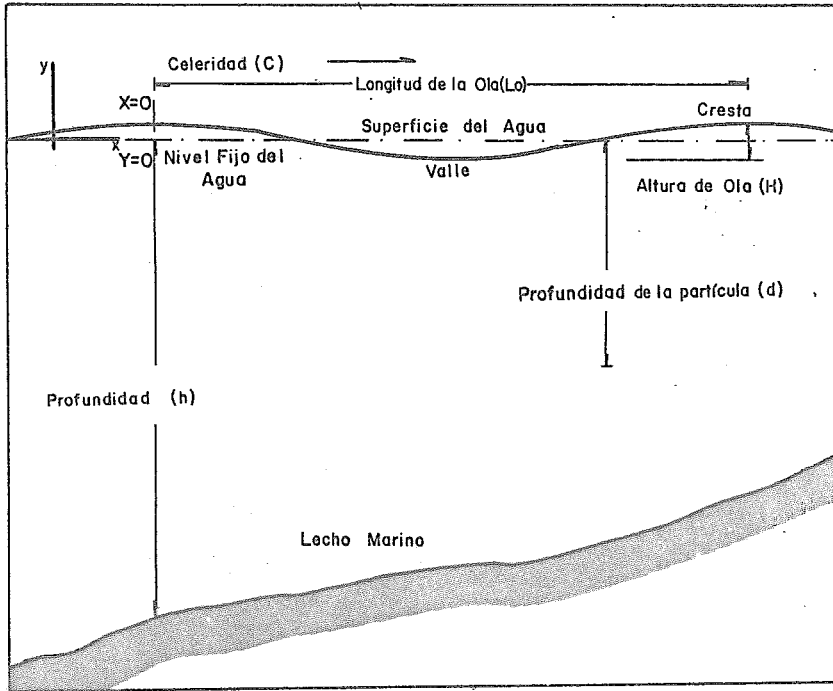 y
Celeridad (C)
Longitud de la Ola(Lo)
X=0
Cresta
Superficie del Agua
x
Y=0
Nivel Fijo del
Agua
Valle
Altura de Ola (H)
Profundidad de la partícula (d)
Profundidad (h)
Lecho Marino